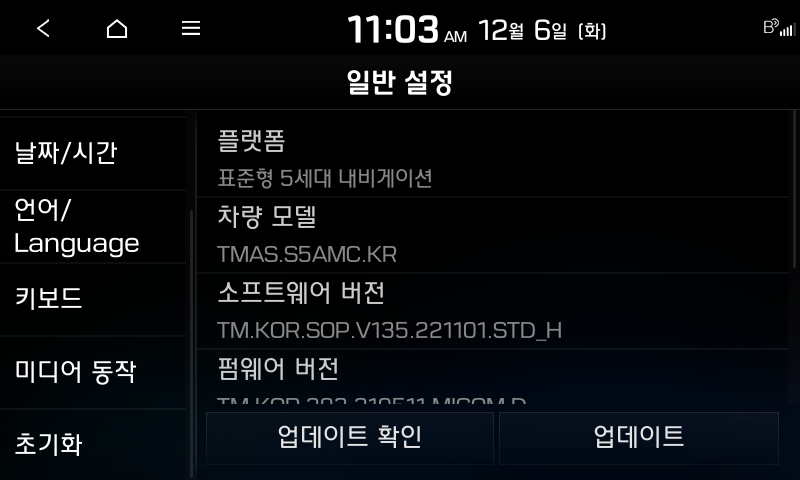 11:03 AM 12월 6일 (화)
일반 설정
날짜/시간
언어/
Language
키보드
미디어 동작
초기화
플랫폼
표준형 5세대 내비게이션
차량 모델
TMAS.S5AMC.KR
소프트웨어 버전
TM.KOR.SOP.V135.221101.STD_H
펌웨어 버전
업데이트 확인
업데이트